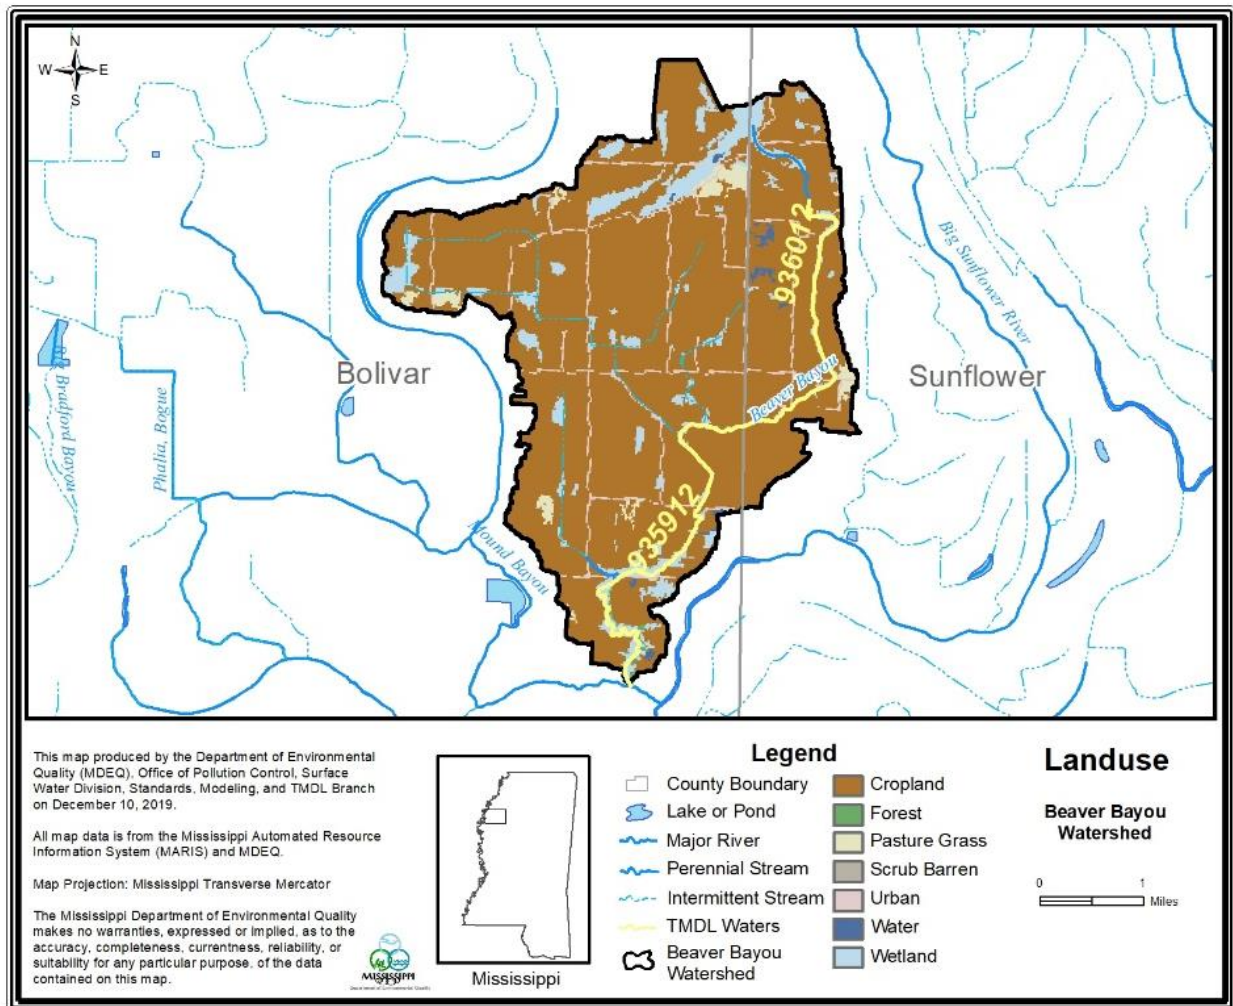 N
W E
S
936012
Big Sunflower River
Bolivar
Sunflower
Beaver Bayou
Big Bradford Bayou
Phalia, Bogue
935912
Mound Bayou
This map produced by the Department of Environmental
Quality (MDEQ), Office of Pollution Control, Surface
Water Division, Standards, Modeling, and TMDL Branch
on December 10, 2019.
All map data is from the Mississippi Automated Resource
Information System (MARIS) and MDEQ.
Map Projection: Mississippi Transverse Mercator
The Mississippi Department of Environmental Quality
makes no warranties, expressed or implied, as to the
accuracy, completeness, currentness, reliability, or
suitability for any particular purpose, of the data
contained on this map.
MISSISSIPPI
Department of Environmental Quality
Mississippi
Legend
County Boundary
Lake or Pond
Major River
Perennial Stream
Intermittent Stream
TMDL Waters
Beaver Bayou
Watershed
Cropland
Forest
Pasture Grass
Scrub Barren
Urban
Water
Wetland
Landuse
Beaver Bayou
Watershed
0 1
Miles